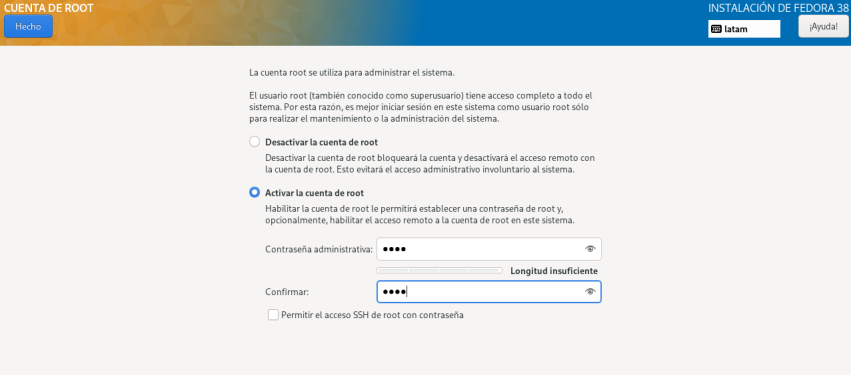 CUENTA DE ROOT
INSTALACIÓN DE FEDORA 38
Hecho
latam
¡Ayuda!
La cuenta root se utiliza para administrar el sistema.
El usuario root (también conocido como superusuario) tiene acceso completo a todo el
sistema. Por esta razón, es mejor iniciar sesión en este sistema como usuario root sólo
para realizar el mantenimiento o la administración del sistema.
Desactivar la cuenta de root
Desactivar la cuenta de root bloqueará la cuenta y desactivará el acceso remoto con
la cuenta de root. Esto evitará el acceso administrativo involuntario al sistema.
Activar la cuenta de root
Habilitar la cuenta de root le permitirá establecer una contraseña de root y,
opcionalmente, habilitar el acceso remoto a la cuenta de root en este sistema.
Contraseña administrativa: ●●●●
Longitud insuficiente
Confirmar: ●●●●
Permitir el acceso SSH de root con contraseña